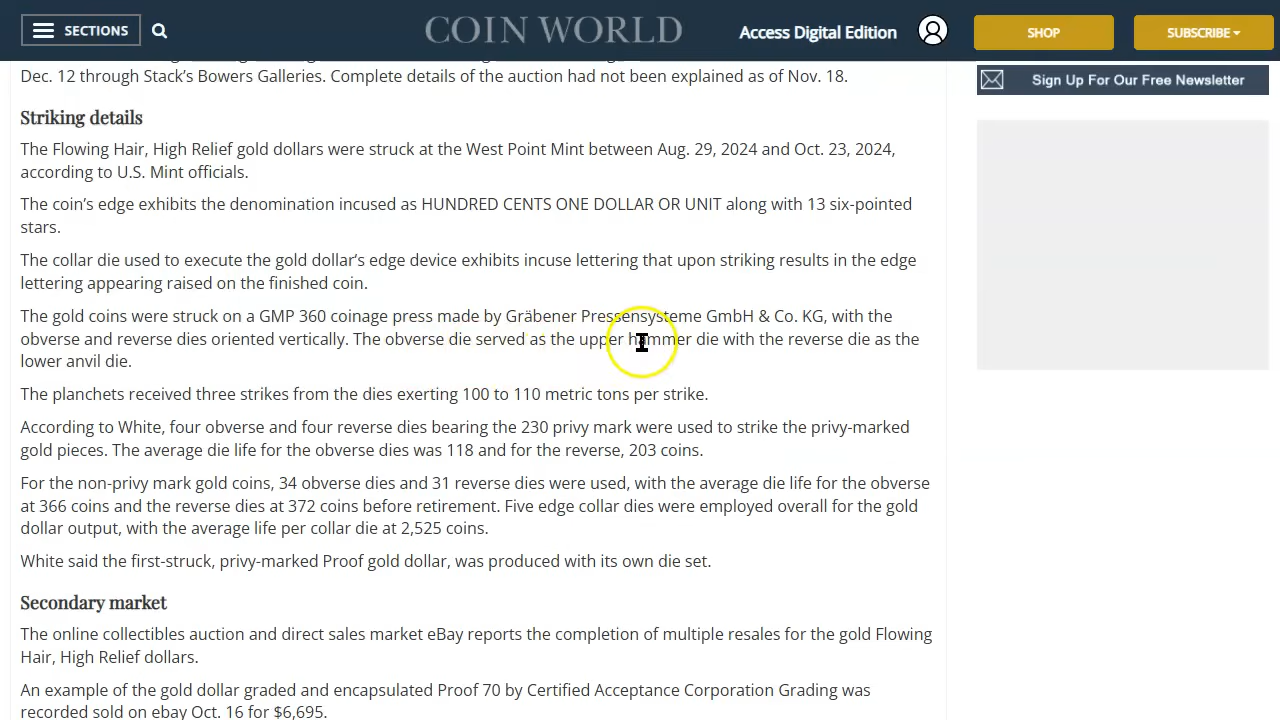 SECTIONS
COIN WORLD
Access Digital Edition
SHOP
SUBSCRIBE
Dec. 12 through Stack’s Bowers Galleries. Complete details of the auction had not been explained as of Nov. 18.
Sign Up For Our Free Newsletter
Striking details
The Flowing Hair, High Relief gold dollars were struck at the West Point Mint between Aug. 29, 2024 and Oct. 23, 2024,
according to U.S. Mint officials.
The coin’s edge exhibits the denomination incused as HUNDRED CENTS ONE DOLLAR OR UNIT along with 13 six-pointed
stars.
The collar die used to execute the gold dollar’s edge device exhibits incuse lettering that upon striking results in the edge
lettering appearing raised on the finished coin.
The gold coins were struck on a GMP 360 coinage press made by Gräbener Pressensysteme GmbH & Co. KG, with the
obverse and reverse dies oriented vertically. The obverse die served as the upper hammer die with the reverse die as the
lower anvil die.
The planchets received three strikes from the dies exerting 100 to 110 metric tons per strike.
According to White, four obverse and four reverse dies bearing the 230 privy mark were used to strike the privy-marked
gold pieces. The average die life for the obverse dies was 118 and for the reverse, 203 coins.
For the non-privy mark gold coins, 34 obverse dies and 31 reverse dies were used, with the average die life for the obverse
at 366 coins and the reverse dies at 372 coins before retirement. Five edge collar dies were employed overall for the gold
dollar output, with the average life per collar die at 2,525 coins.
White said the first-struck, privy-marked Proof gold dollar, was produced with its own die set.
Secondary market
The online collectibles auction and direct sales market eBay reports the completion of multiple resales for the gold Flowing
Hair, High Relief dollars.
An example of the gold dollar graded and encapsulated Proof 70 by Certified Acceptance Corporation Grading was
recorded sold on ebay Oct. 16 for $6,695.